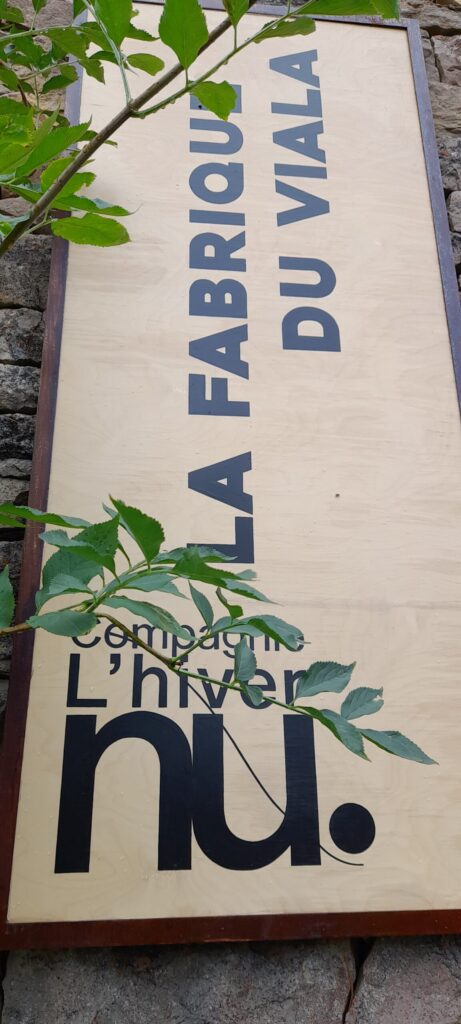 LA FABRIQUE
DU VIALA
Compagnie
L'hiver
nu.